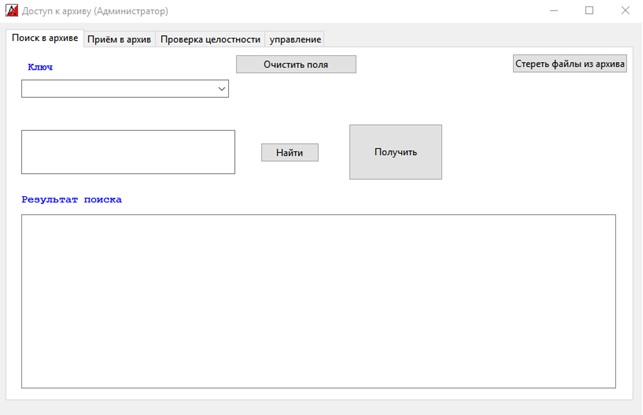 Доступ к архиву (Администратор)
Поиск в архиве Приём в архив Проверка целостности управление
Ключ Очистить поля Стереть файлы из архива
Найти Получить
Результат поиска